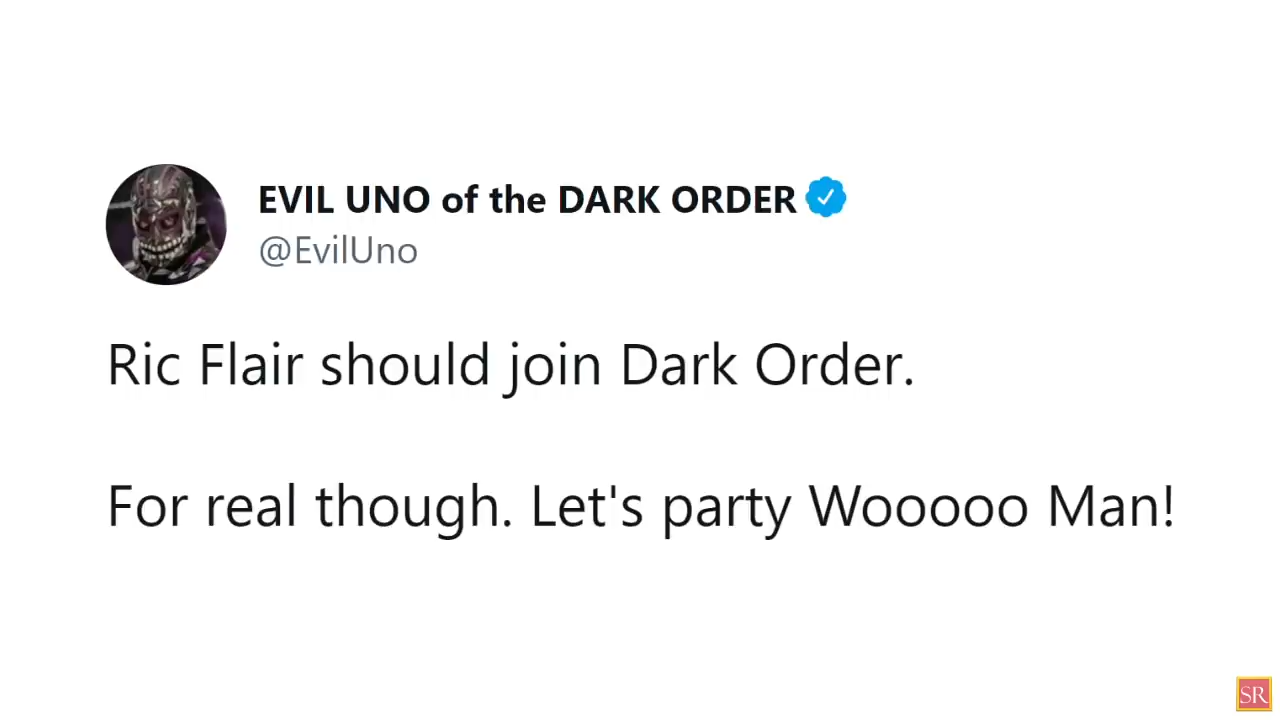 EVIL UNO of the DARK ORDER
@EvilUno
Ric Flair should join Dark Order.
For real though. Let's party Wooooo Man!
SR